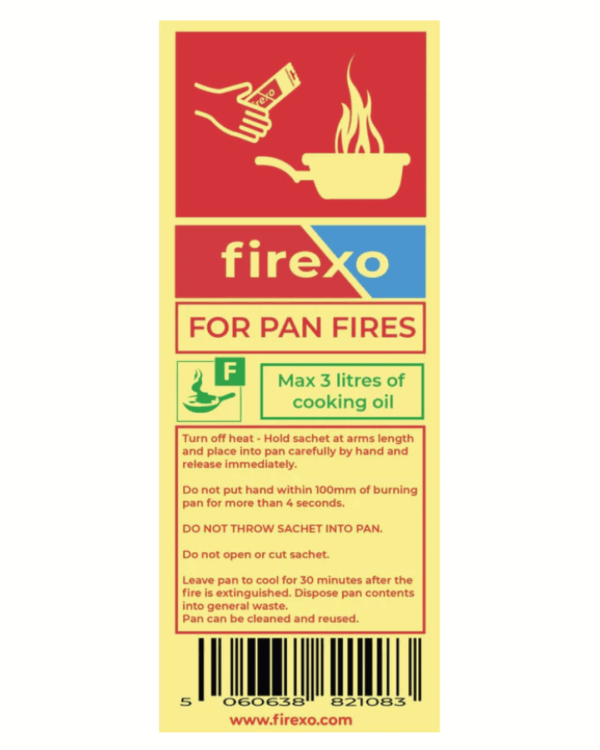 firexo
firexo
FOR PAN FIRES
F
Max 3 litres of
cooking oil
Turn off heat - Hold sachet at arms length
and place into pan carefully by hand and
release immediately.
Do not put hand within 100mm of burning
pan for more than 4 seconds.
DO NOT THROW SACHET INTO PAN.
Do not open or cut sachet.
Leave pan to cool for 30 minutes after the
fire is extinguished. Dispose pan contents
into general waste.
Pan can be cleaned and reused.
5 060638 821083
www.firexo.com